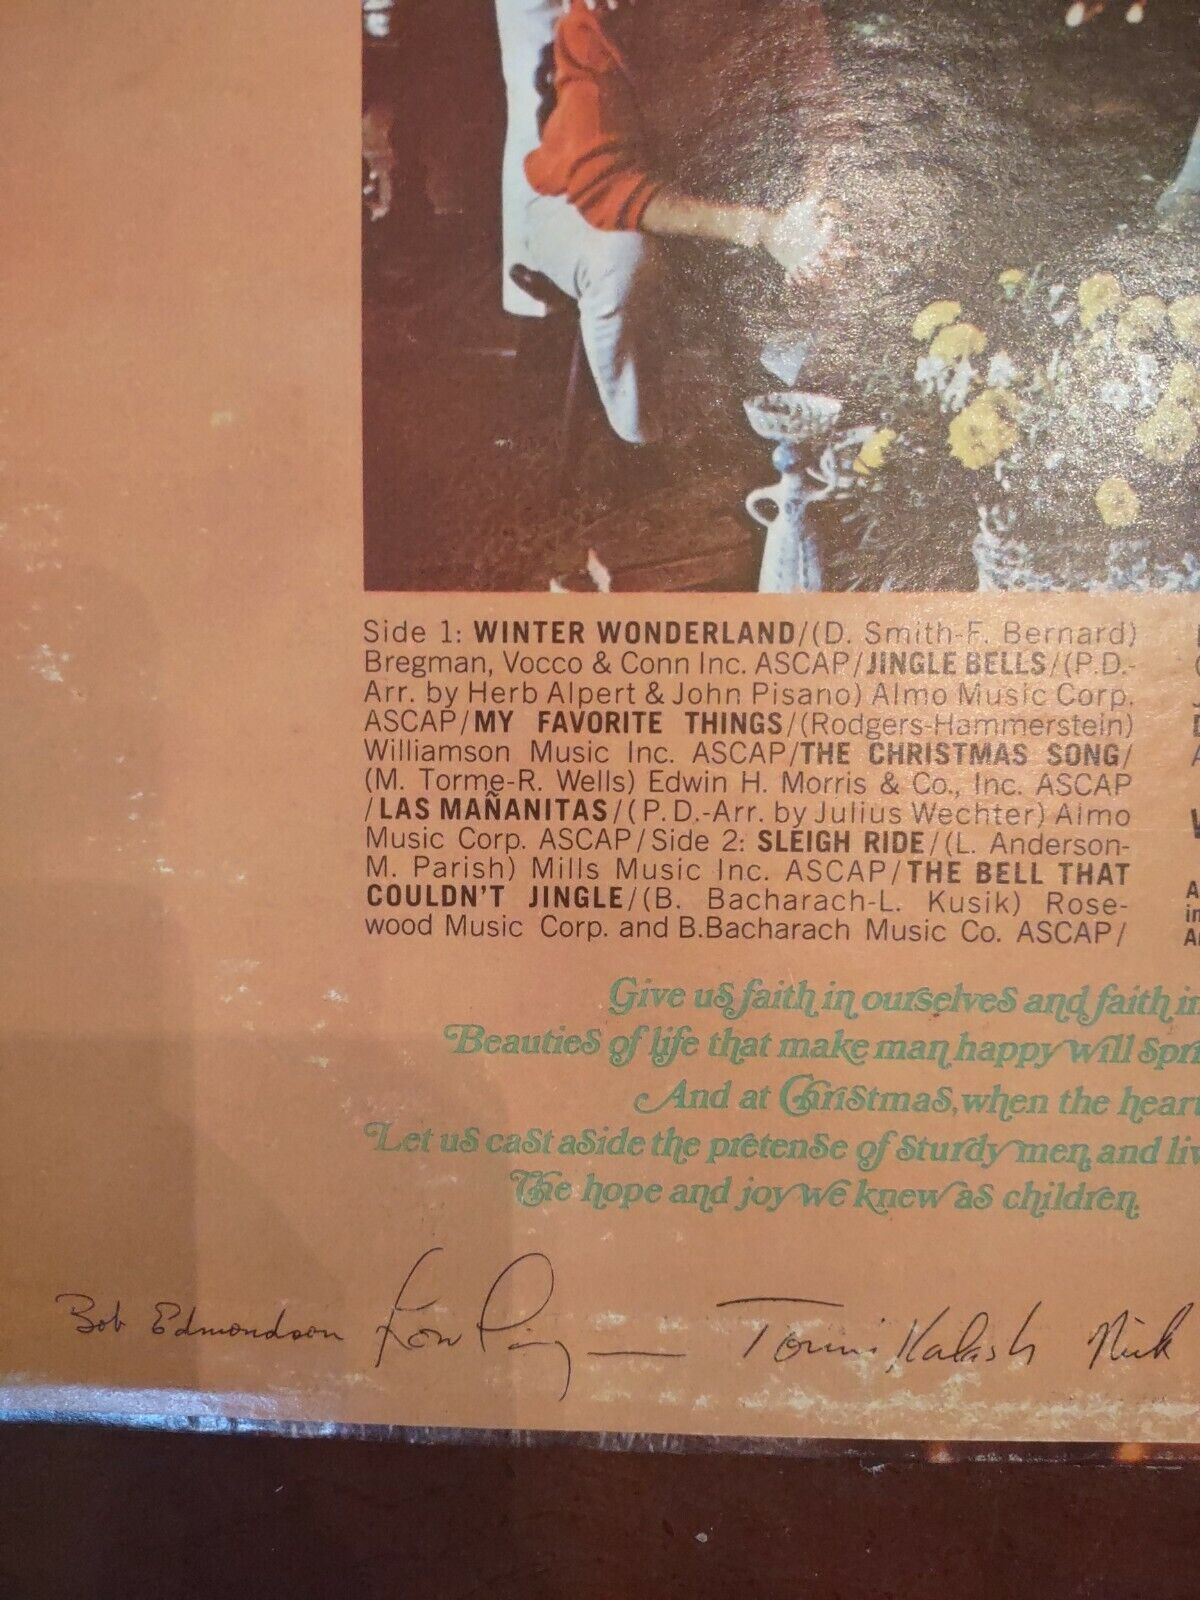 Side 1: WINTER WONDERLAND/(D. Smith-F. Bernard)
Bregman, Vocco & Conn Inc. ASCAP/JINGLE BELLS/(P.D.-
Arr. by Herb Alpert & John Pisano) Almo Music Corp.
ASCAP/MY FAVORITE THINGS/(Rodgers-Hammerstein)
Williamson Music Inc. ASCAP/THE CHRISTMAS SONG/
(M. Torme-R. Wells) Edwin H. Morris & Co., Inc. ASCAP
/LAS MAÑANITAS/(P.D.-Arr. by Julius Wechter) Almo
Music Corp. ASCAP/Side 2: SLEIGH RIDE/(L. Anderson-
M. Parish) Mills Music Inc. ASCAP/THE BELL THAT
COULDN'T JINGLE/(B. Bacharach-L. Kusik) Rose-
wood Music Corp. and B.Bacharach Music Co. ASCAP/
Give us faith in ourselves and faith in
Beauties of life that make man happy will spri
And at Christmas, when the heart
Let us cast aside the pretense of sturdy men, and liv
The hope and joy we knew as children.
Bob Edmondson Tonni Kalash Nick